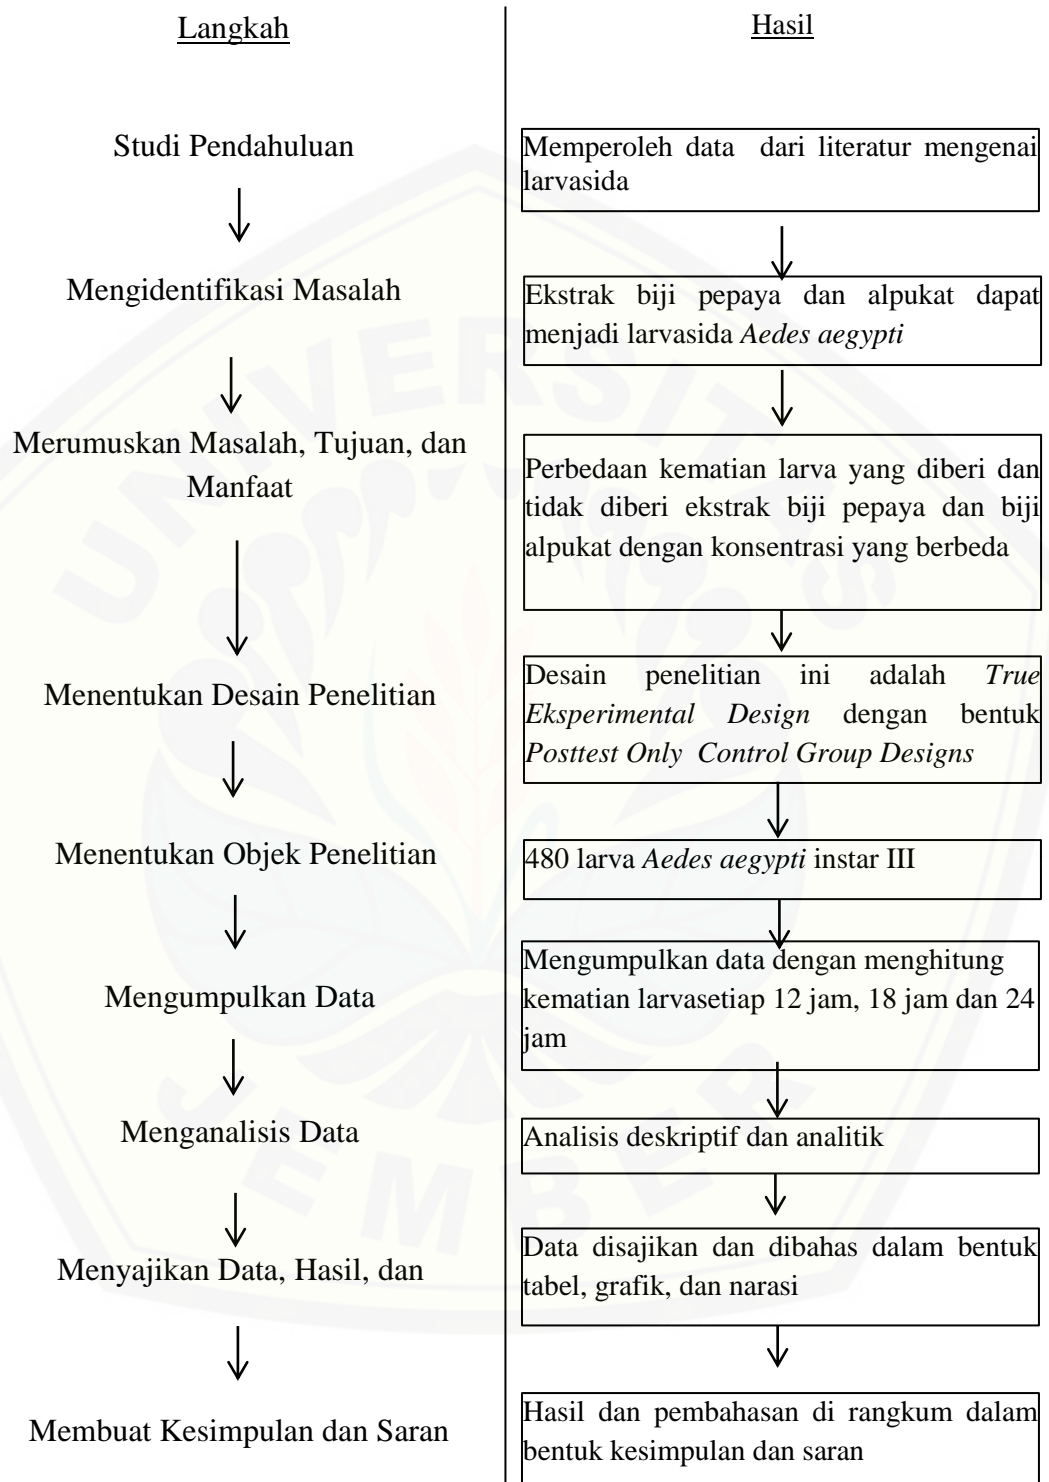 Langkah
Hasil
Studi Pendahuluan
Memperoleh data dari literatur mengenai
larvasida
Mengidentifikasi Masalah
Ekstrak biji pepaya dan alpukat dapat
menjadi larvasida Aedes aegypti
Merumuskan Masalah, Tujuan, dan
Manfaat
Perbedaan kematian larva yang diberi dan
tidak diberi ekstrak biji pepaya dan biji
alpukat dengan konsentrasi yang berbeda
Menentukan Desain Penelitian
Desain penelitian ini adalah True
Eksperimental Design dengan bentuk
Posttest Only Control Group Designs
Menentukan Objek Penelitian
480 larva Aedes aegypti instar III
Mengumpulkan Data
Mengumpulkan data dengan menghitung
kematian larvasetiap 12 jam, 18 jam dan 24
jam
Menganalisis Data
Analisis deskriptif dan analitik
Menyajikan Data, Hasil, dan
Data disajikan dan dibahas dalam bentuk
tabel, grafik, dan narasi
Membuat Kesimpulan dan Saran
Hasil dan pembahasan di rangkum dalam
bentuk kesimpulan dan saran
UNIVERSITAS
JEMBER